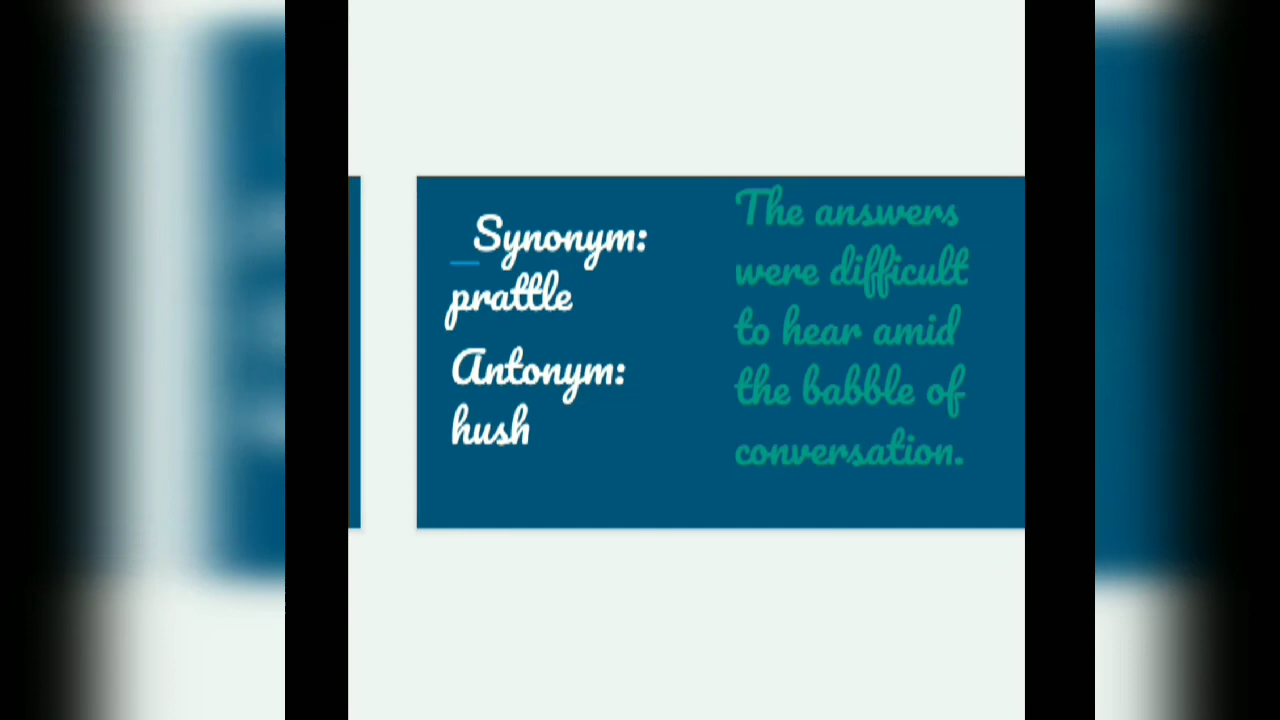 Synonym:
prattle
Antonym:
hush
The answers
were difficult
to hear amid
the babble of
conversation.